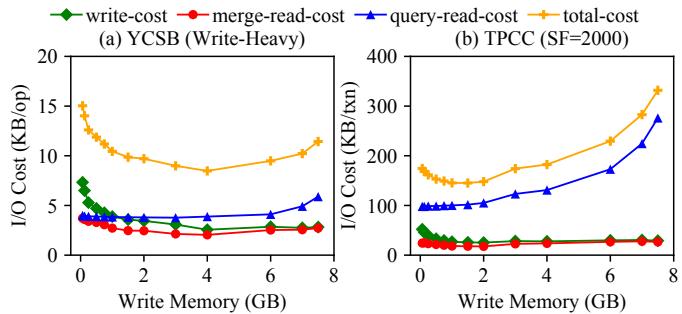 write-cost merge-read-cost query-read-cost total-cost
(a) YCSB (Write-Heavy)
20
15
10
5
0
0 2 4 6 8
I/O Cost (KB/op)
Write Memory (GB)
(b) TPCC (SF=2000)
400
300
200
100
0
0 2 4 6 8
I/O Cost (KB/txn)
Write Memory (GB)